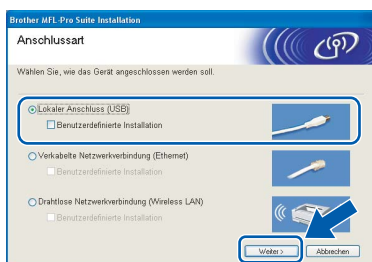 Brother MFL-Pro Suite Installation
Anschlussart
Wählen Sie, wie das Gerät angeschlossen werden soll.
Lokaler Anschluss (USB)
Benutzerdefinierte Installation
Verkabelte Netzwerkverbindung (Ethernet)
Benutzerdefinierte Installation
Drahtlose Netzwerkverbindung (Wireless LAN)
Benutzerdefinierte Installation
Weiter >
Abbrechen